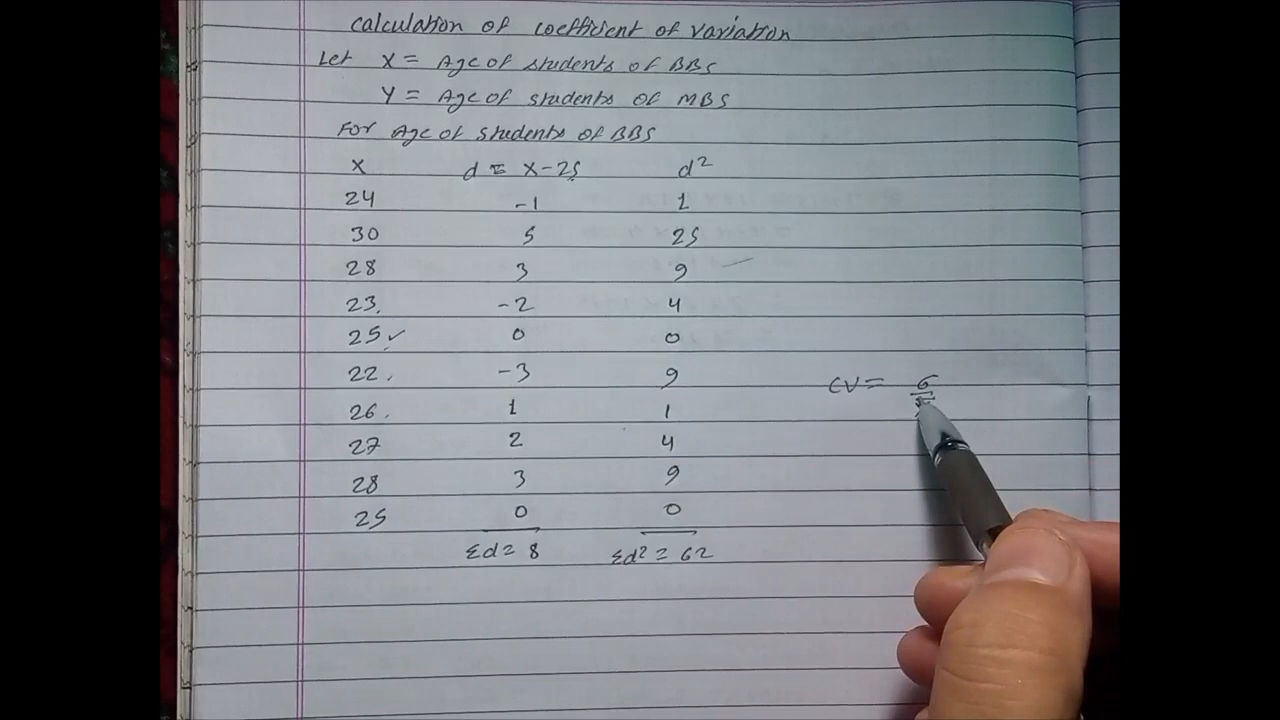 calculation of coefficient of variation
Let X = Age of students of BBS
Y = Age of students of MBS
For Age of students of BBS
X d = X-25 d²
24 -1 1
30 5 25
28 3 9
23 -2 4
25 ✓ 0 0
22 -3 9
26 1 1
27 2 4
28 3 9
25 0 0
Σd = 8 Σd² = 62
CV = σ